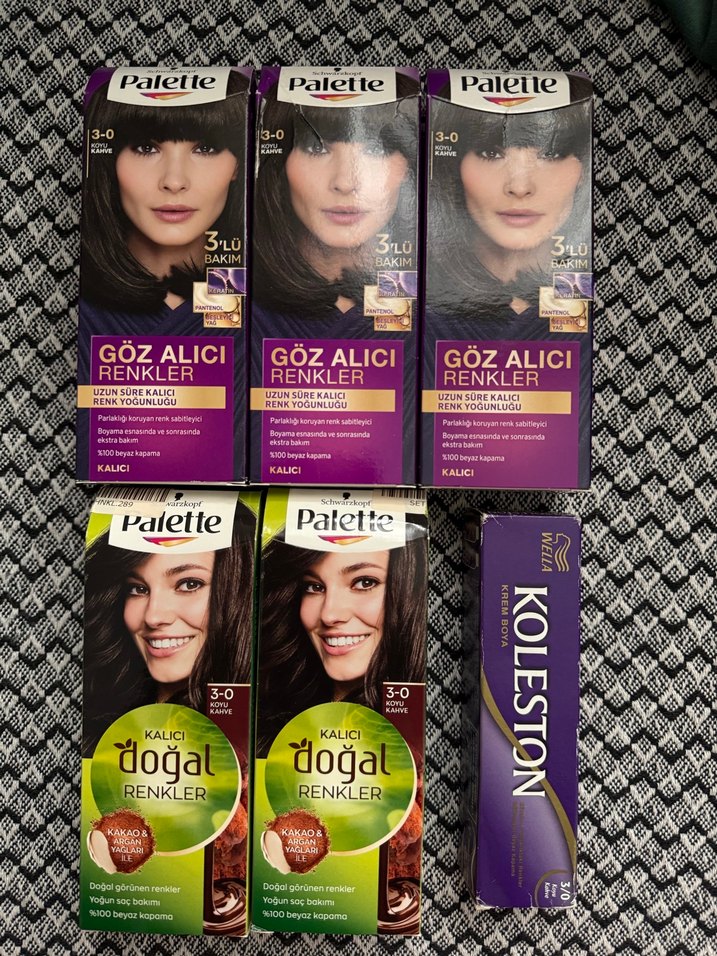 Schwarzkopf
Palette
3-0
KOYU
KAHVE
3'LÜ
BAKIM
KERATİN
PANTENOL
BESLEYİCİ
YAĞ
GÖZ ALICI
RENKLER
UZUN SÜRE KALICI
RENK YOĞUNLUĞU
Parlaklığı koruyan renk sabitleyici
Boyama esnasında ve sonrasında
ekstra bakım
%100 beyaz kapama
KALICI
Schwarzkopf
Palette
3-0
KOYU
KAHVE
3'LÜ
BAKIM
KERATİN
PANTENOL
BESLEYİCİ
YAĞ
GÖZ ALICI
RENKLER
UZUN SÜRE KALICI
RENK YOĞUNLUĞU
Parlaklığı koruyan renk sabitleyici
Boyama esnasında ve sonrasında
ekstra bakım
%100 beyaz kapama
KALICI
Schwarzkopf
Palette
3-0
KOYU
KAHVE
3'LÜ
BAKIM
KERATİN
PANTENOL
BESLEYİCİ
YAĞ
GÖZ ALICI
RENKLER
UZUN SÜRE KALICI
RENK YOĞUNLUĞU
Parlaklığı koruyan renk sabitleyici
Boyama esnasında ve sonrasında
ekstra bakım
%100 beyaz kapama
KALICI
NKL.289
Schwarzkopf
Palette
3-0
KOYU
KAHVE
KALICI
doğal
RENKLER
KAKAO &
ARGAN
YAĞLARI
İLE
Doğal görünen renkler
Yoğun saç bakımı
%100 beyaz kapama
Schwarzkopf
SET
Palette
3-0
KOYU
KAHVE
KALICI
doğal
RENKLER
KAKAO &
ARGAN
YAĞLARI
İLE
Doğal görünen renkler
Yoğun saç bakımı
%100 beyaz kapama
WELLA
KOLESTON
KREM BOYA
3/0
Koyu
Kahve